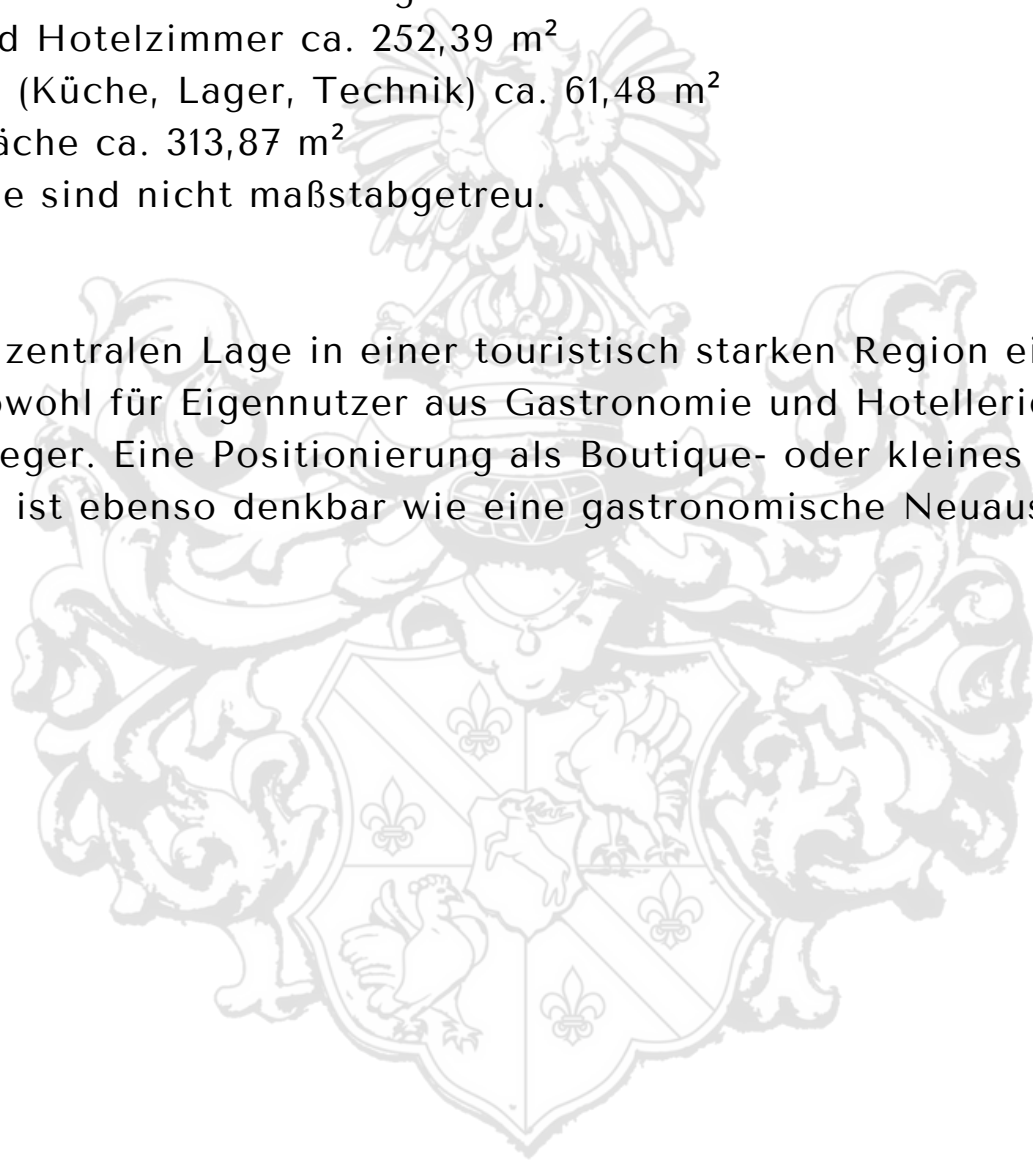 d Hotelzimmer ca. 252,39 m²
(Küche, Lager, Technik) ca. 61,48 m²
äche ca. 313,87 m²
e sind nicht maßstabgetreu.
zentralen Lage in einer touristisch starken Region ei
owohl für Eigennutzer aus Gastronomie und Hotellerie
eger. Eine Positionierung als Boutique- oder kleines
ist ebenso denkbar wie eine gastronomische Neuaus